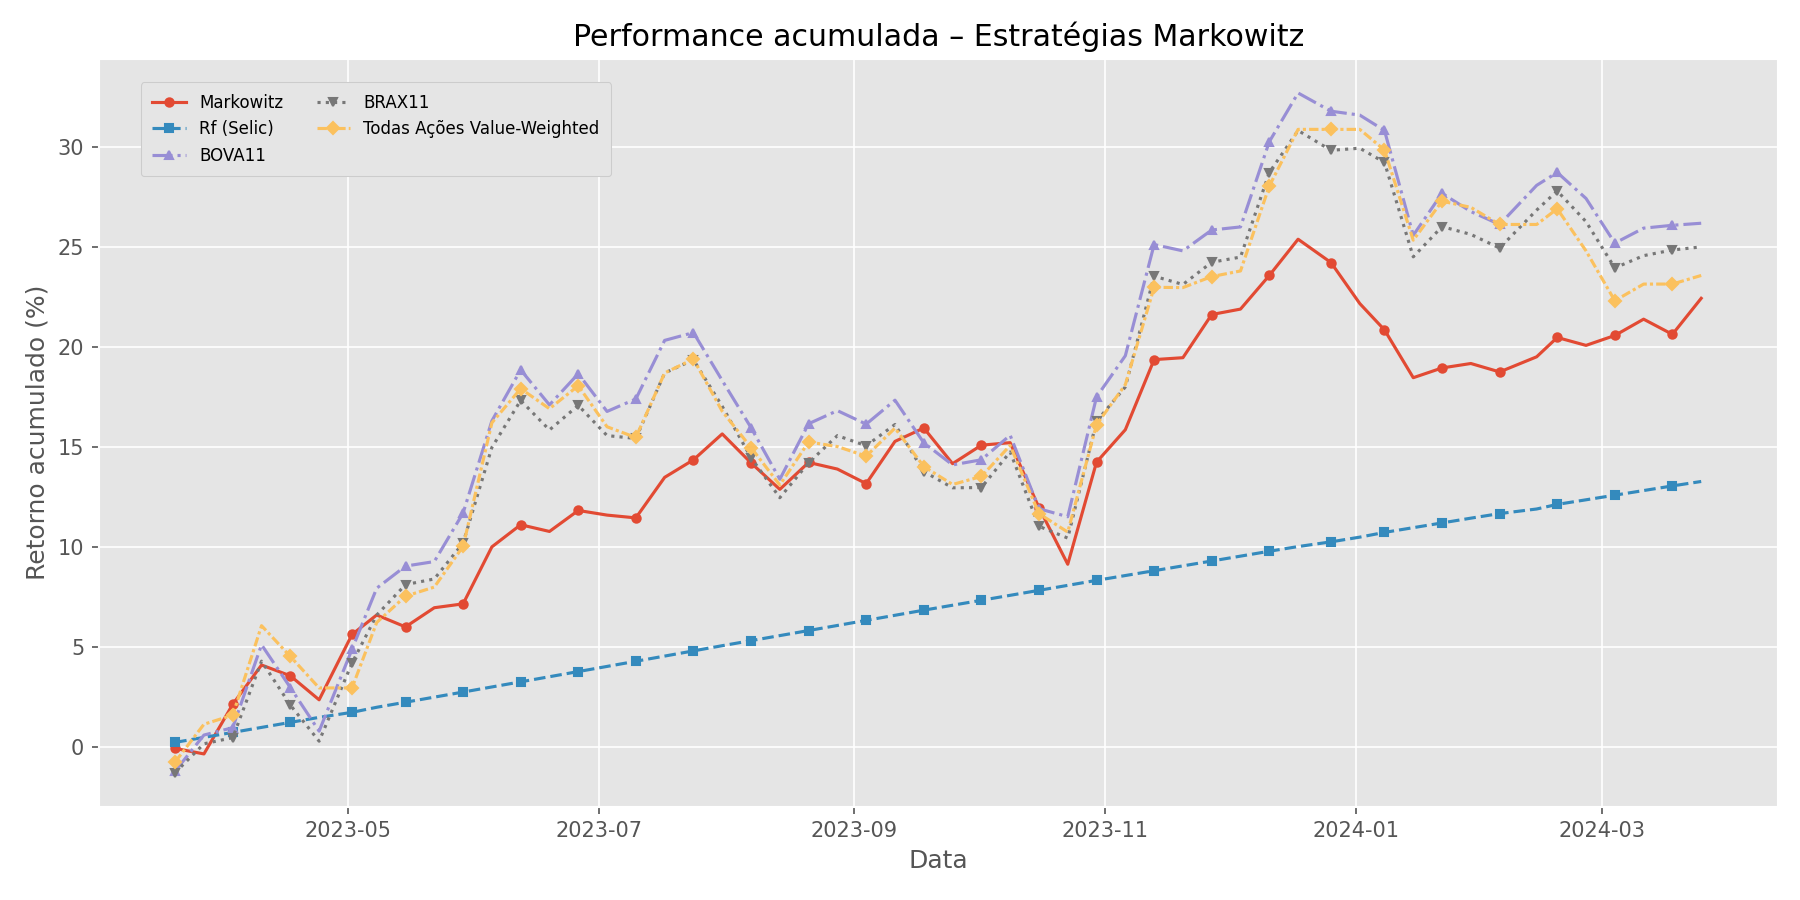 Performance acumulada – Estratégias Markowitz
Markowitz
Rf (Selic)
BOVA11
BRAX11
Todas Ações Value-Weighted
Retorno acumulado (%)
30
25
20
15
10
5
0
2023-05
2023-07
2023-09
2023-11
2024-01
2024-03
Data